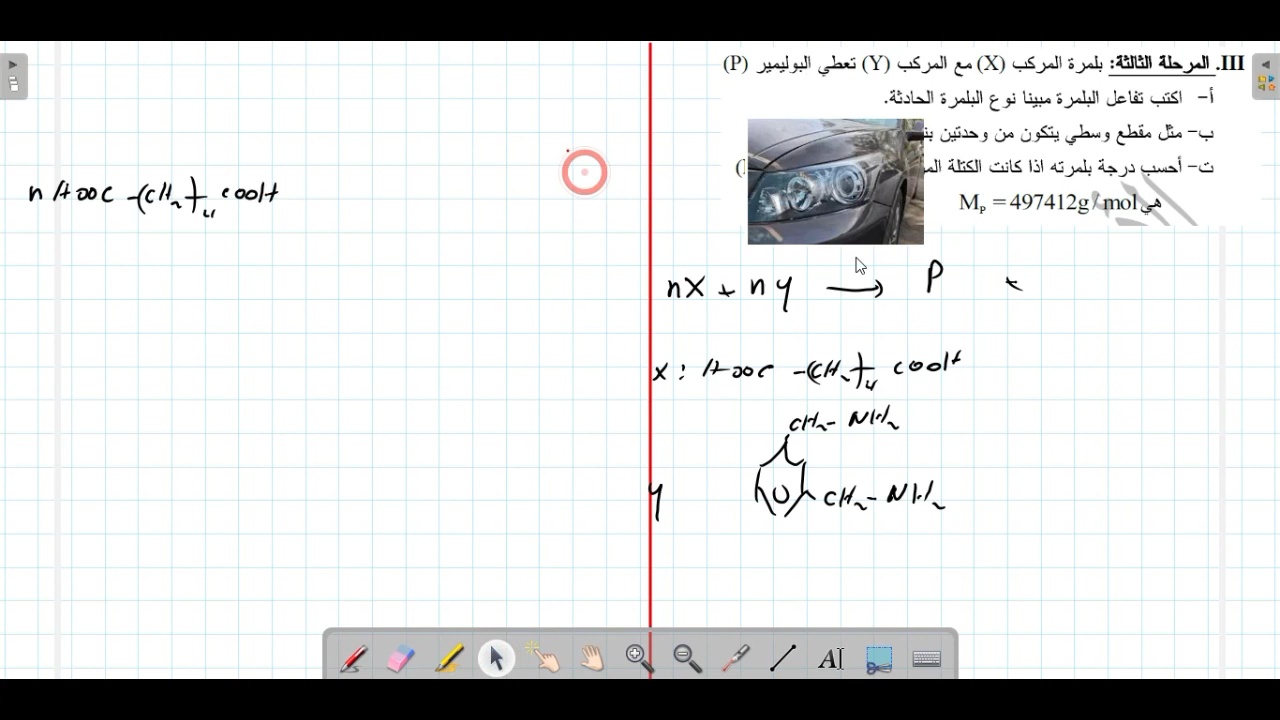 III. المرحلة الثالثة: بلمرة المركب (X) مع المركب (Y) تعطي البوليمير (P)
أ- اكتب تفاعل البلمرة مبينا نوع البلمرة الحادثة.
ب- مثل مقطع وسطي يتكون من وحدتين
ت- أحسب درجة بلمرته اذا كانت الكتلة
هي M_P = 497412g/mol
n HOOC -(CH₂)₄ COOH
nX + n y → P +
X : HOOC -(CH₂)₄ COOH
CH₂- NH₂
y
CH₂- NH₂
AI